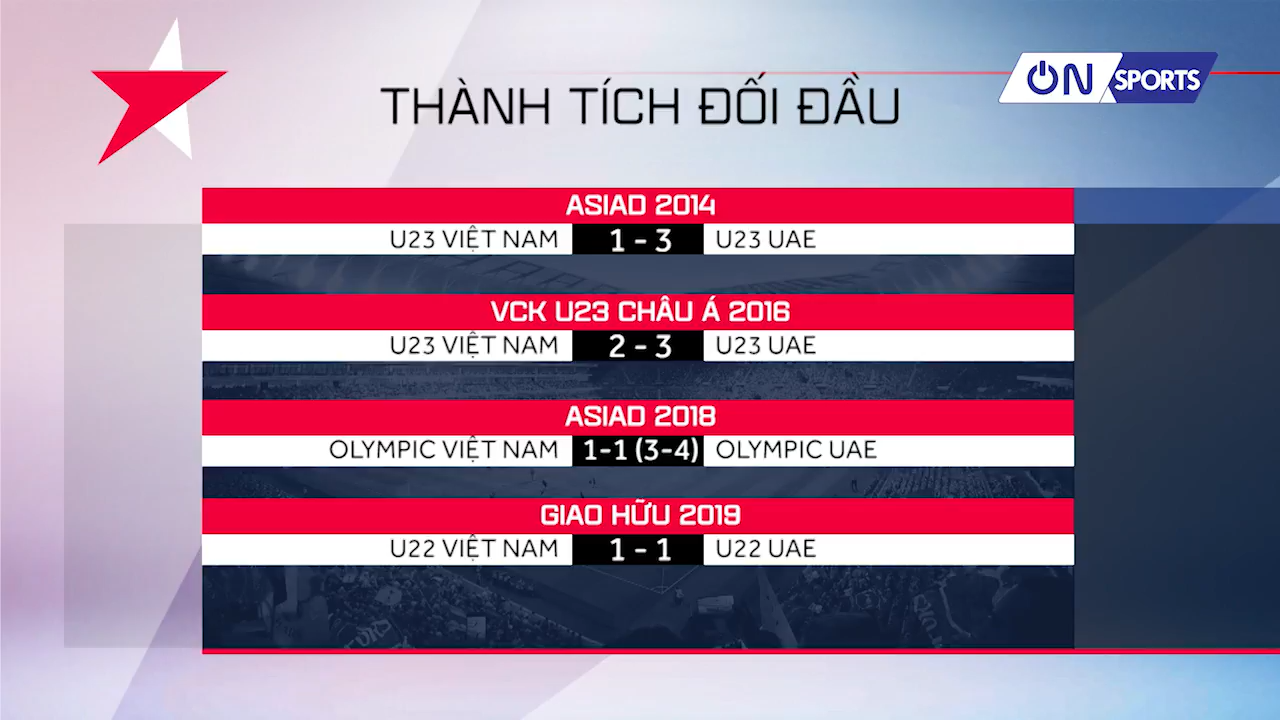 THÀNH TÍCH ĐỐI ĐẦU
ON SPORTS
ASIAD 2014
U23 VIỆT NAM 1 - 3 U23 UAE
VCK U23 CHÂU Á 2016
U23 VIỆT NAM 2 - 3 U23 UAE
ASIAD 2018
OLYMPIC VIỆT NAM 1-1 (3-4) OLYMPIC UAE
GIAO HỮU 2019
U22 VIỆT NAM 1 - 1 U22 UAE